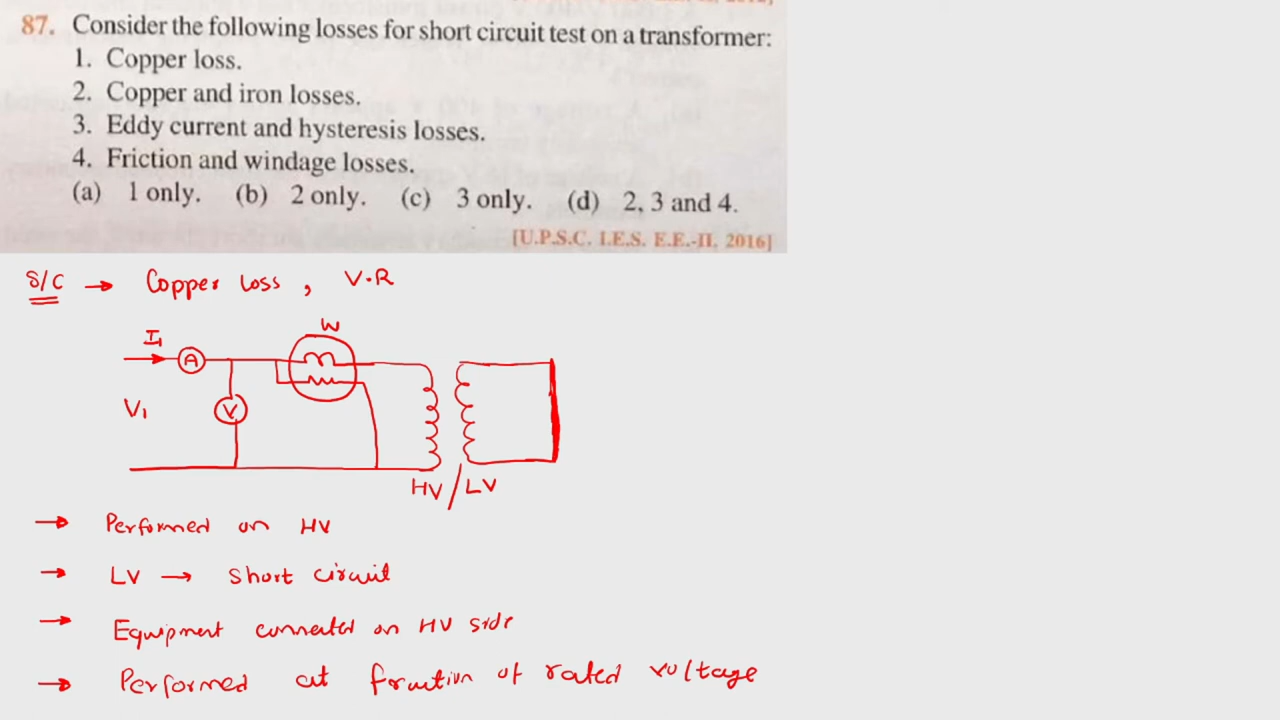 87. Consider the following losses for short circuit test on a transformer:
1. Copper loss.
2. Copper and iron losses.
3. Eddy current and hysteresis losses.
4. Friction and windage losses.
(a) 1 only. (b) 2 only. (c) 3 only. (d) 2, 3 and 4.
[U.P.S.C. I.E.S. E.E.-II, 2016]
S/C → Copper Loss, V.R
W
I₁
A
V₁
V
HV / LV
→ Performed on HV
→ LV → Short circuit
→ Equipment connected on HV side
→ Performed at fraction of rated voltage